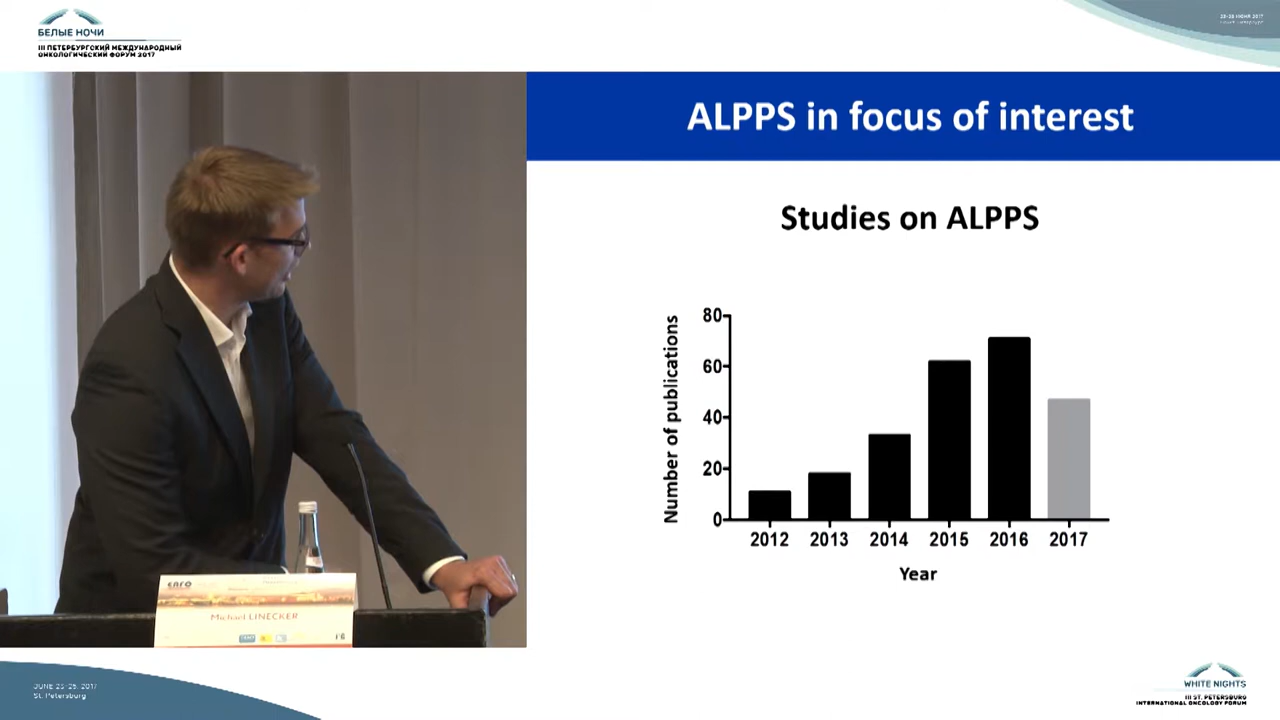 БЕЛЫЕ НОЧИ
III ПЕТЕРБУРГСКИЙ МЕЖДУНАРОДНЫЙ
ОНКОЛОГИЧЕСКИЙ ФОРУМ 2017
ALPPS in focus of interest
Studies on ALPPS
Number of publications
80
60
40
20
0
2012 2013 2014 2015 2016 2017
Year
Michael LINECKER
JUNE 23-25, 2017
St. Petersburg
WHITE NIGHTS
III ST. PETERSBURG
INTERNATIONAL ONCOLOGY FORUM